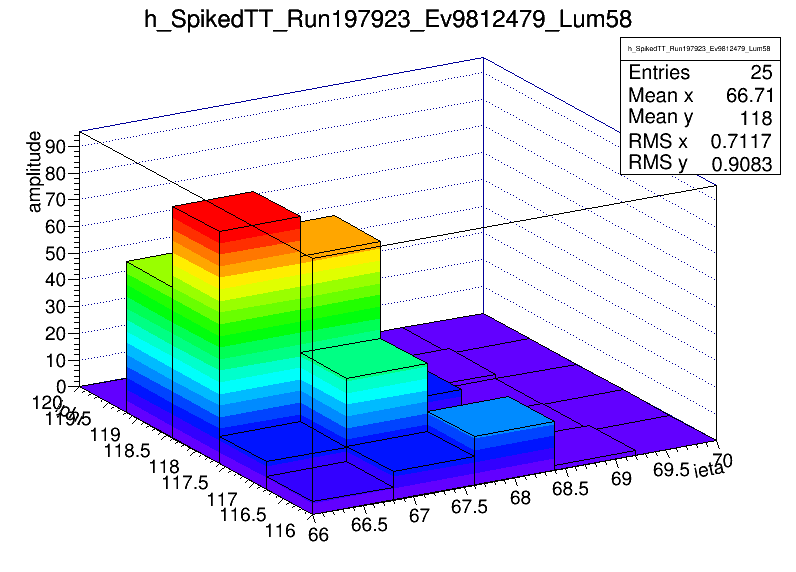 h_SpikedTT_Run197923_Ev9812479_Lum58
h_SpikedTT_Run197923_Ev9812479_Lum58
Entries 25
Mean x 66.71
Mean y 118
RMS x 0.7117
RMS y 0.9083
amplitude
90
80
70
60
50
40
30
20
10
0
120
119.5
iphi
119
118.5
118
117.5
117
116.5
116
66
66.5
67
67.5
68
68.5
69
69.5
70
ieta